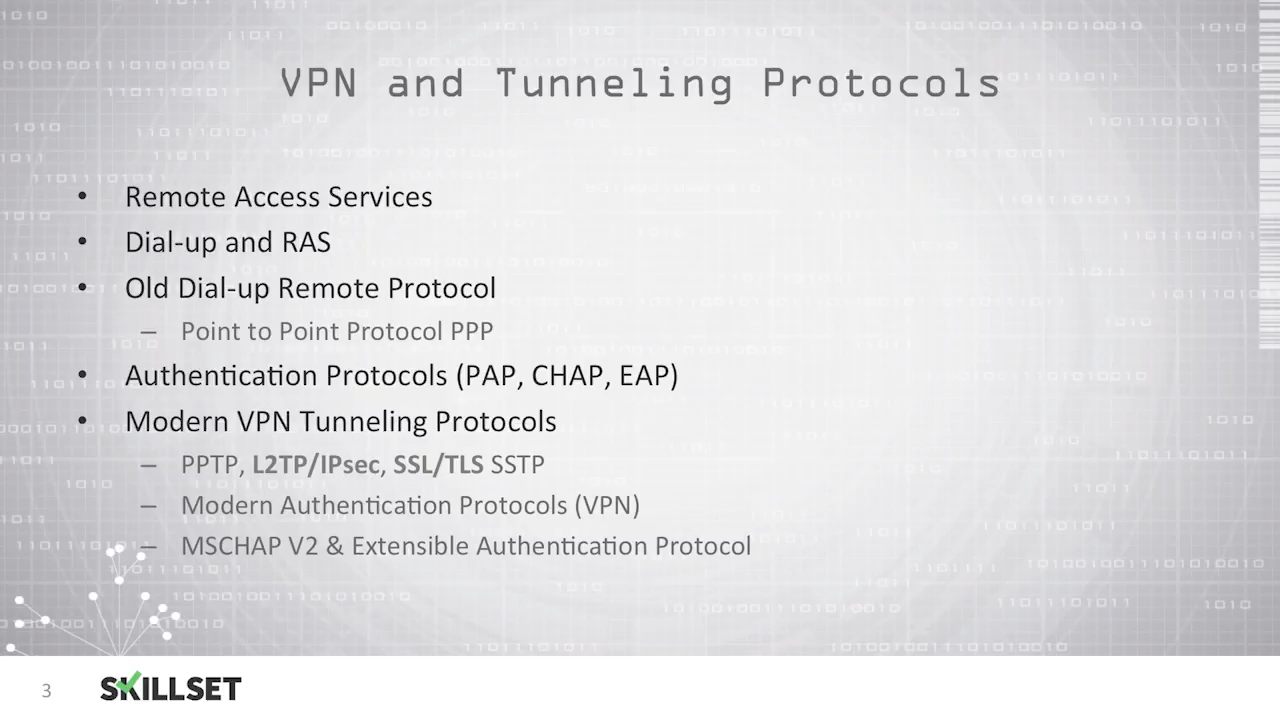 VPN and Tunneling Protocols
• Remote Access Services
• Dial-up and RAS
• Old Dial-up Remote Protocol
– Point to Point Protocol PPP
• Authentication Protocols (PAP, CHAP, EAP)
• Modern VPN Tunneling Protocols
– PPTP, L2TP/IPsec, SSL/TLS SSTP
– Modern Authentication Protocols (VPN)
– MSCHAP V2 & Extensible Authentication Protocol
3
SKILLSET